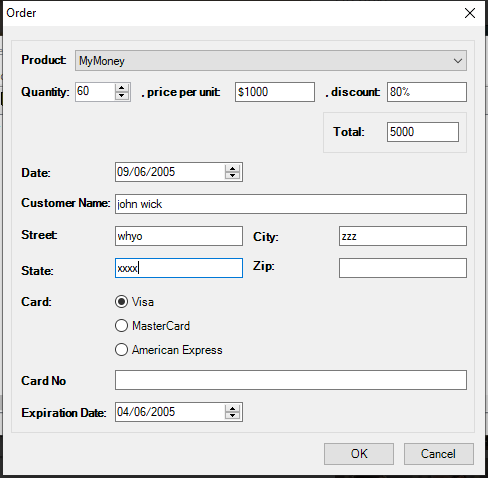 Order
Product: MyMoney
Quantity: 60 , price per unit: $1000 , discount: 80%
Total: 5000
Date: 09/06/2005
Customer Name: john wick
Street: whyo City: zzz
State: xxxx Zip:
Card: Visa
MasterCard
American Express
Card No
Expiration Date: 04/06/2005
OK Cancel